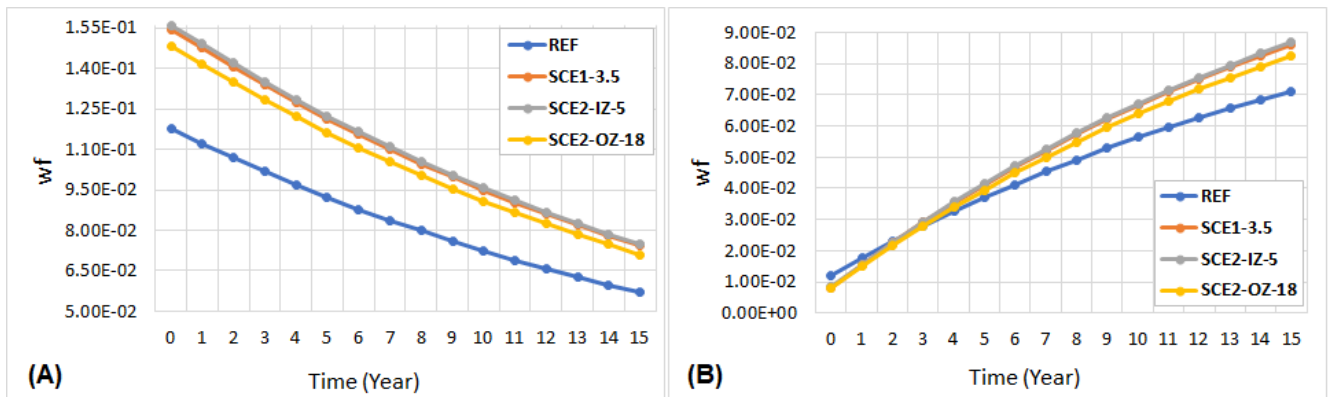 1.55E-01
1.40E-01
1.25E-01
1.10E-01
9.50E-02
8.00E-02
6.50E-02
5.00E-02
wf
REF
SCE1-3.5
SCE2-IZ-5
SCE2-OZ-18
0 1 2 3 4 5 6 7 8 9 10 11 12 13 14 15
Time (Year)
(A)
9.00E-02
8.00E-02
7.00E-02
6.00E-02
5.00E-02
4.00E-02
3.00E-02
2.00E-02
1.00E-02
0.00E+00
wf
REF
SCE1-3.5
SCE2-IZ-5
SCE2-OZ-18
0 1 2 3 4 5 6 7 8 9 10 11 12 13 14 15
Time (Year)
(B)